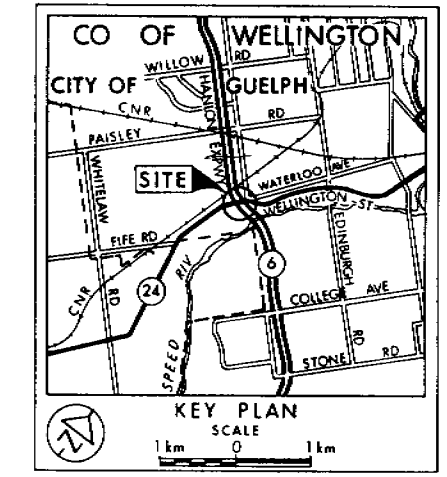 CO OF WELLINGTON
WILLOW RD
CITY OF GUELPH
HANLON EXPWY
CNR
RD
PAISLEY
WHITELAW
SITE
WATERLOO AVE
WELLINGTON ST
FIFE RD
EDINBURGH
6
24
RIV
CNR
RD
COLLEGE AVE
SPEED
RD
STONE RD
KEY PLAN
SCALE
N
1 km 0 1 km